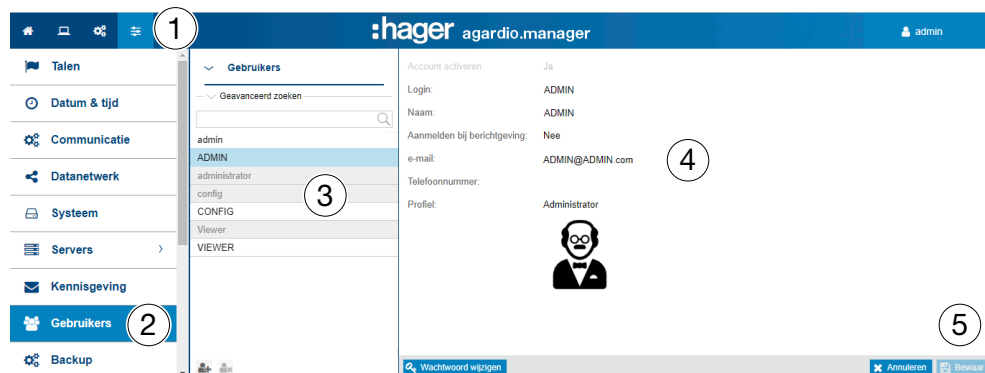 1
:hager agardio.manager
admin
Talen
Datum & tijd
Communicatie
Datanetwerk
Systeem
Servers
Kennisgeving
Gebruikers
2
Backup
Gebruikers
Geavanceerd zoeken
admin
ADMIN
administrator
config
CONFIG
Viewer
VIEWER
3
Account activeren: Ja
Login: ADMIN
Naam: ADMIN
Aanmelden bij berichtgeving: Nee
e-mail: ADMIN@ADMIN.com
Telefoonnummer:
Profiel: Administrator
4
5
Wachtwoord wijzigen
Annuleren
Bewaar